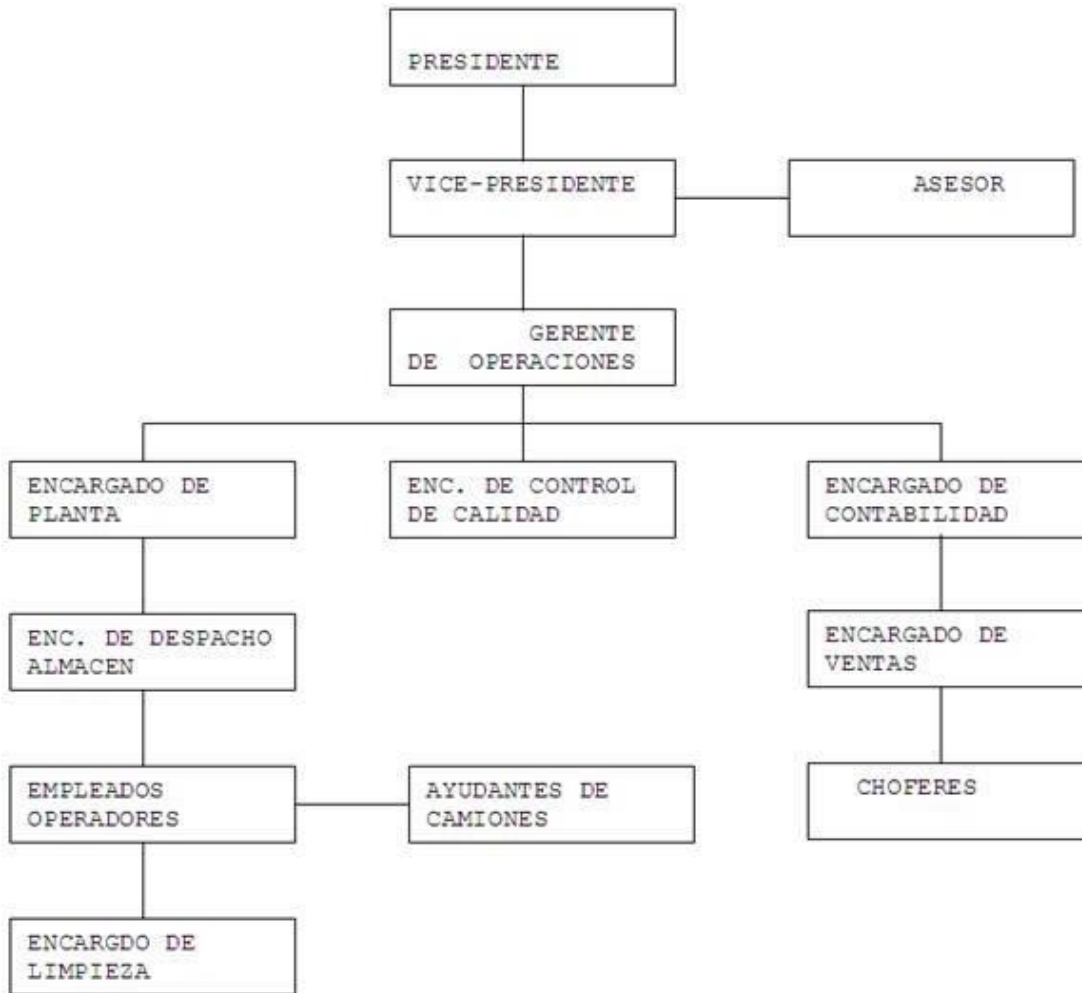 PRESIDENTE
VICE-PRESIDENTE
ASESOR
GERENTE
DE OPERACIONES
ENCARGADO DE
PLANTA
ENC. DE CONTROL
DE CALIDAD
ENCARGADO DE
CONTABILIDAD
ENC. DE DESPACHO
ALMACEN
ENCARGADO DE
VENTAS
EMPLEADOS
OPERADORES
AYUDANTES DE
CAMIONES
CHOFERES
ENCARGDO DE
LIMPIEZA